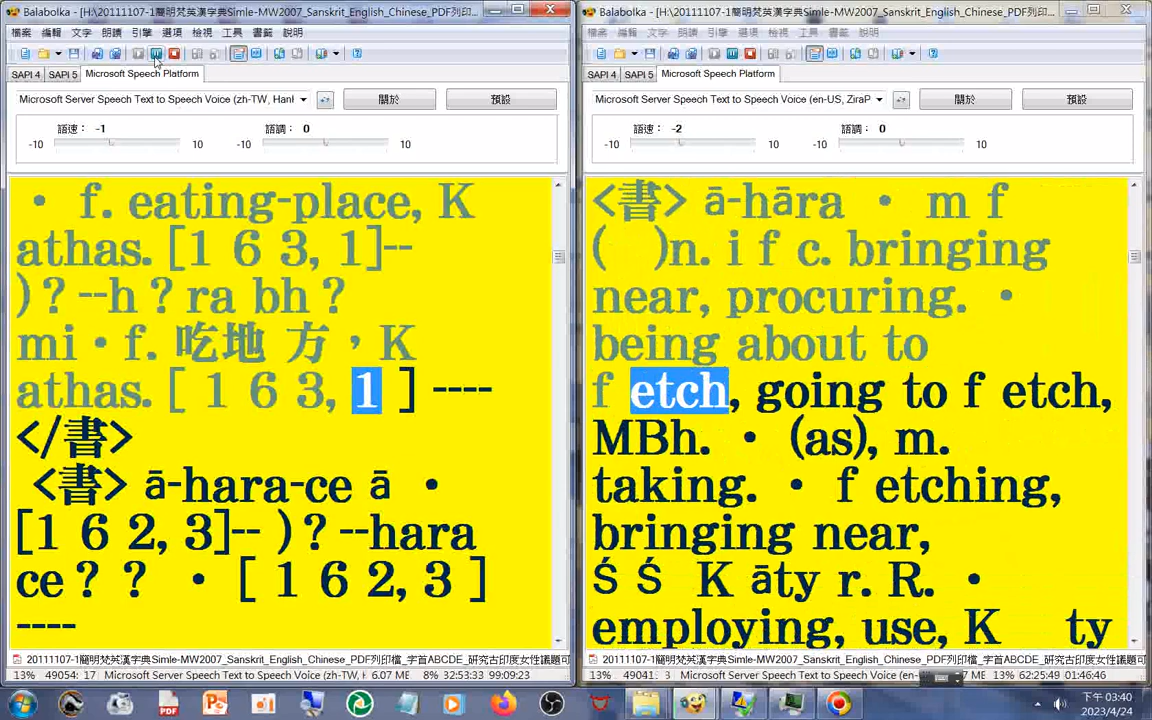 Balabolka - [H:\20111107-1簡明梵英漢字典Simle-MW2007_Sanskrit_English_Chinese_PDF列印...
檔案 編輯 文字 朗讀 引擎 選項 檢視 工具 書籤 說明
SAPI 4 SAPI 5 Microsoft Speech Platform
Microsoft Server Speech Text to Speech Voice (zh-TW, Hanl
關於 預設
語速： -1 語調： 0
-10 10 -10 10
• f. eating-place, K
athas. [1 6 3, 1]--
)？--h？ra bh？
mi • f. 吃地 方，K
athas. [ 1 6 3, 1 ] ----
</書>
<書> ā-hara-ce ā •
[1 6 2, 3]-- )？--hara
ce？？ • [ 1 6 2, 3 ]
----
20111107-1簡明梵英漢字典Simle-MW2007_Sanskrit_English_Chinese_PDF列印檔_字首ABCDE_研究古印度女性議題可
13% 49054: 17 Microsoft Server Speech Text to Speech Voice (zh-TW, H 6.07 MB 8% 32:53:33 99:09:23
Balabolka - [H:\20111107-1簡明梵英漢字典Simle-MW2007_Sanskrit_English_Chinese_PDF列印...
檔案 編輯 文字 朗讀 引擎 選項 檢視 工具 書籤 說明
SAPI 4 SAPI 5 Microsoft Speech Platform
Microsoft Server Speech Text to Speech Voice (en-US, ZiraP
關於 預設
語速： -2 語調： 0
-10 10 -10 10
<書> ā-hāra • m f
( )n. i f c. bringing
near, procuring. •
being about to
f etch, going to f etch,
MBh. • (as), m.
taking. • f etching,
bringing near,
Ś Ś K āty r. R. •
employing, use, K ty
20111107-1簡明梵英漢字典Simle-MW2007_Sanskrit_English_Chinese_PDF列印檔_字首ABCDE_研究古印度女性議題可
13% 49041: 3 Microsoft Server Speech Text to Speech Voice (en-U 13% 62:25:49 01:46:46
下午 03:40
2023/4/24